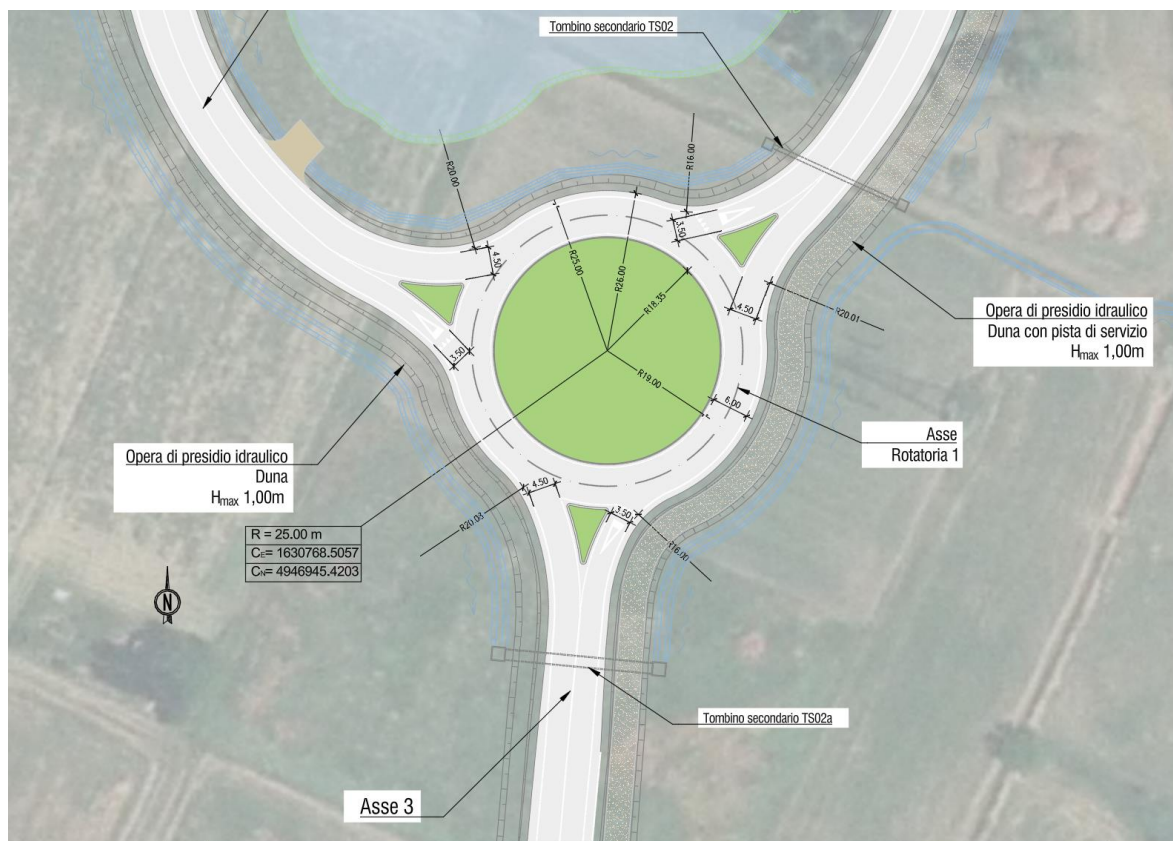 Tombino secondario TS02
R20.00
R16.00
3.50
4.50
R25.00
R26.00
R18.35
4.50
R20.01
Opera di presidio idraulico
Duna con pista di servizio
Hmax 1,00m
3.50
R19.00
6.00
Asse
Rotatoria 1
Opera di presidio idraulico
Duna
Hmax 1,00m
4.50
R20.03
3.50
R16.00
R = 25.00 m
CE= 1630768.5057
CN= 4946945.4203
N
Tombino secondario TS02a
Asse 3